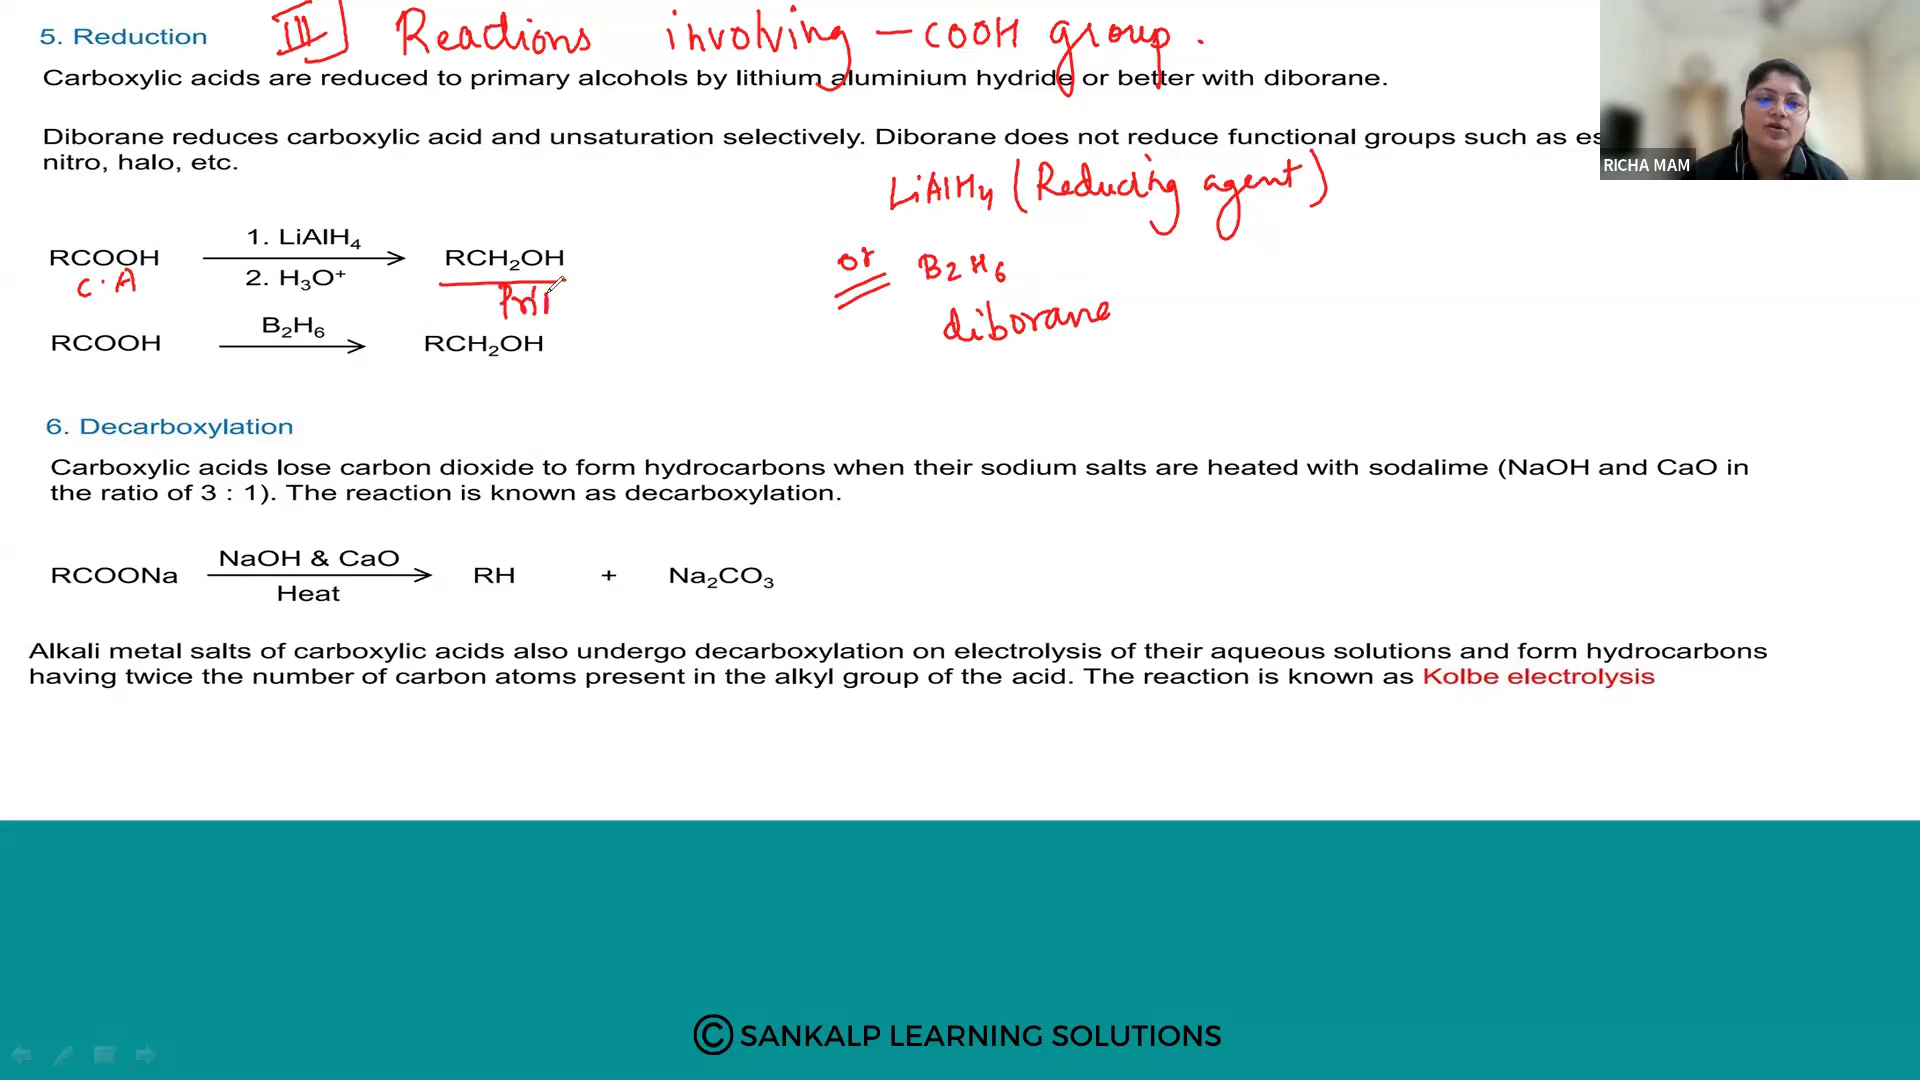 5. Reduction III] Reactions involving – COOH group.
Carboxylic acids are reduced to primary alcohols by lithium aluminium hydride or better with diborane.
Diborane reduces carboxylic acid and unsaturation selectively. Diborane does not reduce functional groups such as
nitro, halo, etc.
RICHA MAM
LiAlH4 (Reducing agent)
RCOOH 1. LiAlH4 2. H3O+ RCH2OH
C.A
or B2H6
diborane
RCOOH B2H6 RCH2OH
6. Decarboxylation
Carboxylic acids lose carbon dioxide to form hydrocarbons when their sodium salts are heated with sodalime (NaOH and CaO in
the ratio of 3 : 1). The reaction is known as decarboxylation.
RCOONa NaOH & CaO Heat RH + Na2CO3
Alkali metal salts of carboxylic acids also undergo decarboxylation on electrolysis of their aqueous solutions and form hydrocarbons
having twice the number of carbon atoms present in the alkyl group of the acid. The reaction is known as Kolbe electrolysis
© SANKALP LEARNING SOLUTIONS